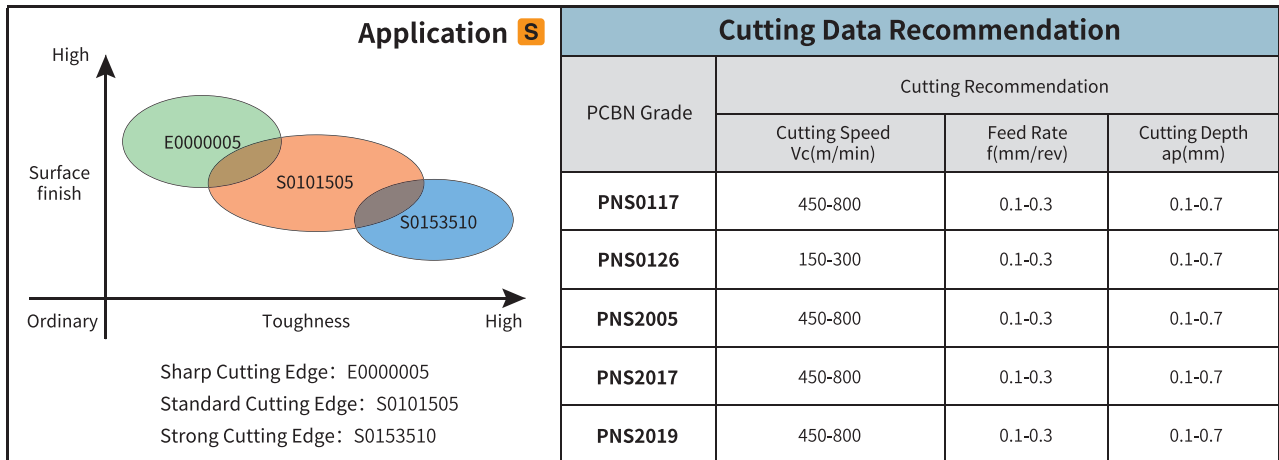 Application S
High
E0000005
Surface
finish
S0101505
S0153510
Ordinary
Toughness
High
Sharp Cutting Edge: E0000005
Standard Cutting Edge: S0101505
Strong Cutting Edge: S0153510
Cutting Data Recommendation
PCBN Grade
Cutting Recommendation
Cutting Speed
Vc(m/min)
Feed Rate
f(mm/rev)
Cutting Depth
ap(mm)
PNS0117 450-800 0.1-0.3 0.1-0.7
PNS0126 150-300 0.1-0.3 0.1-0.7
PNS2005 450-800 0.1-0.3 0.1-0.7
PNS2017 450-800 0.1-0.3 0.1-0.7
PNS2019 450-800 0.1-0.3 0.1-0.7